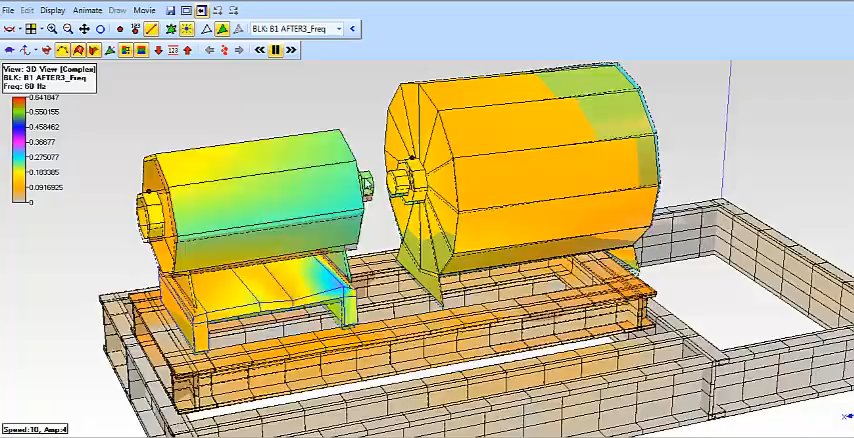 File Edit Display Animate Draw Movie
123
BLK: B1 AFTER3_Freq
123
View: 3D View [Complex]
BLK: B1 AFTER3_Freq
Freq: 60 Hz
0.641847
0.550155
0.458462
0.36677
0.275077
0.183385
0.0916925
0
Speed:10, Amp:4
X